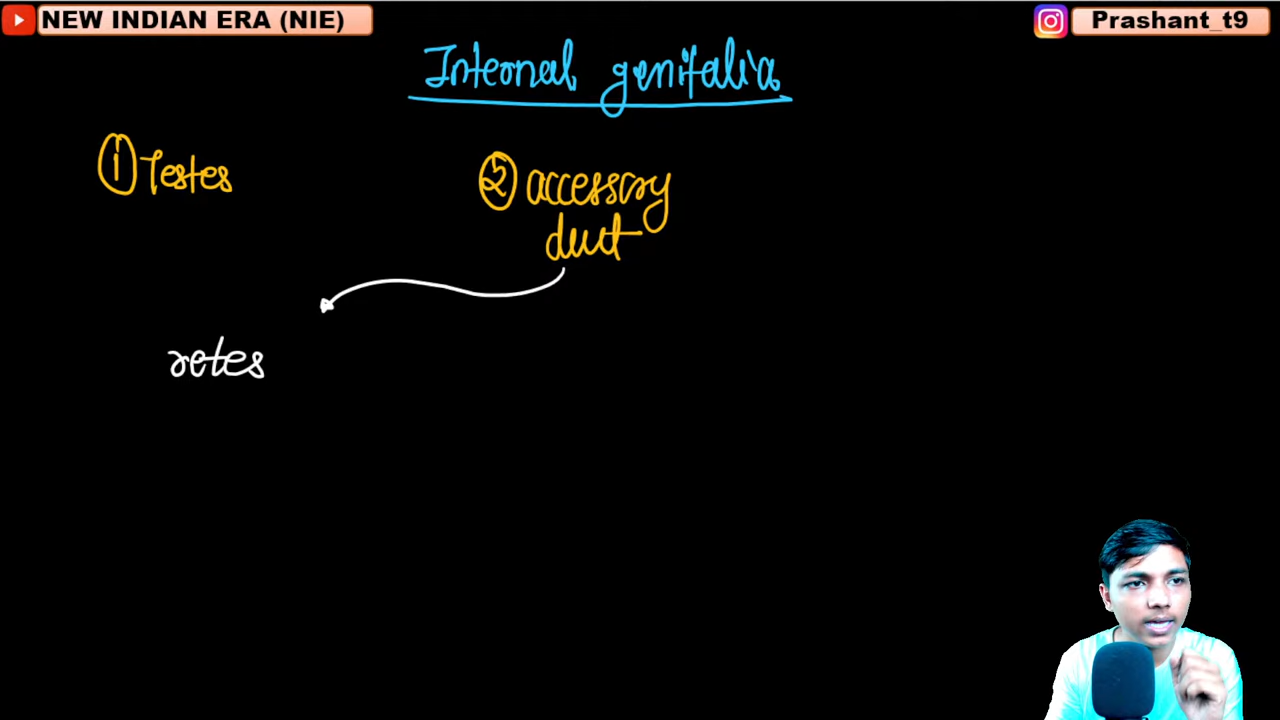 NEW INDIAN ERA (NIE)
Prashant_t9
Internal genitalia
① Testes
② accessory
duct
retes